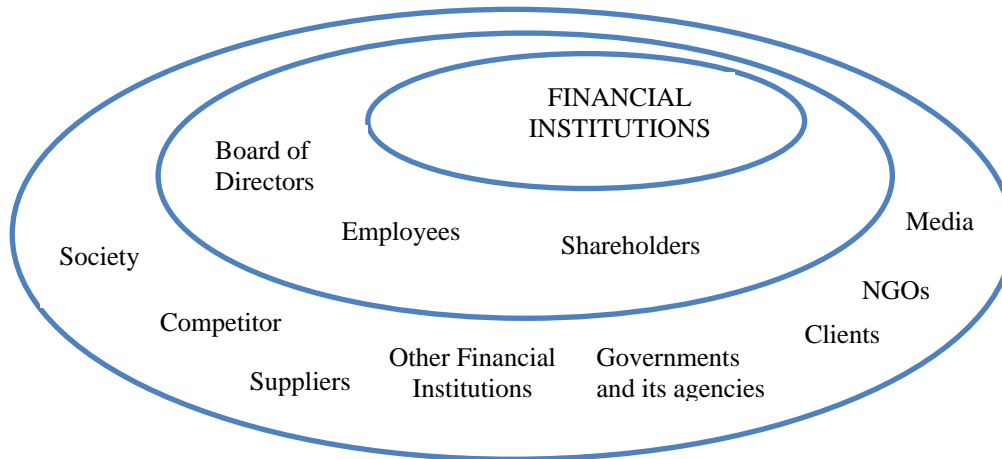 FINANCIAL
INSTITUTIONS
Board of
Directors
Employees
Shareholders
Media
Society
NGOs
Competitor
Clients
Other Financial
Institutions
Governments
and its agencies
Suppliers